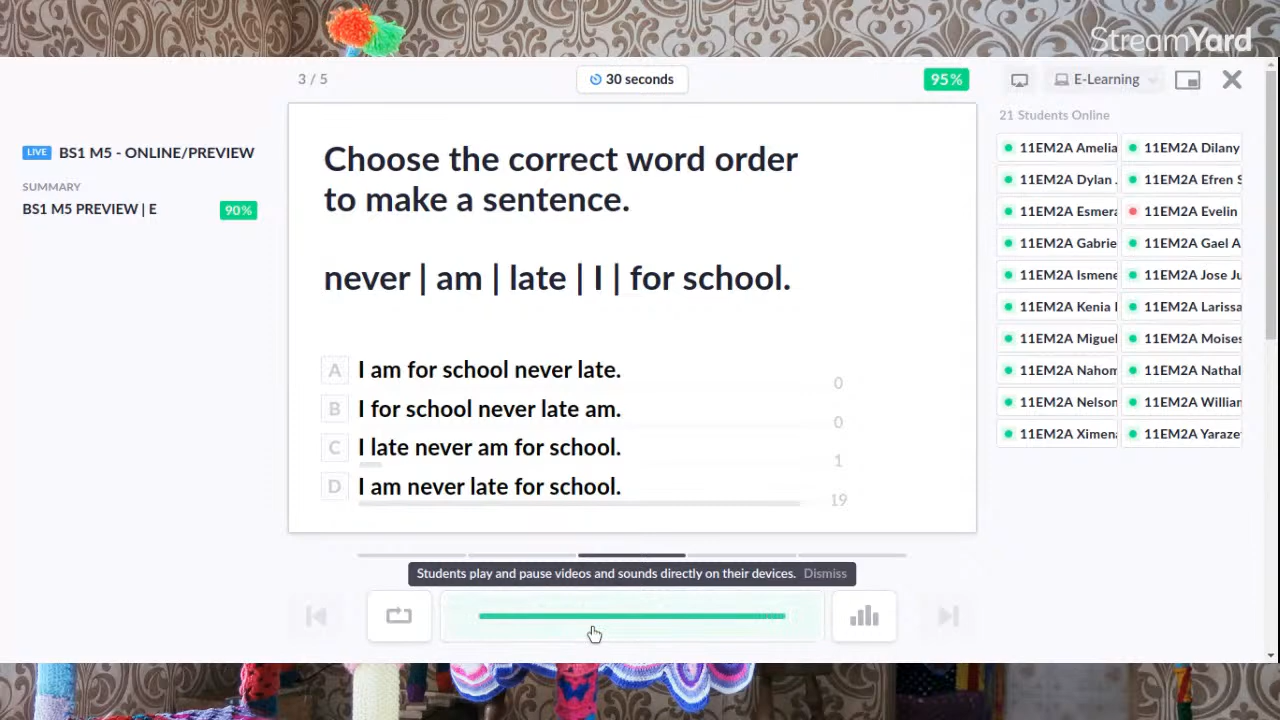 StreamYard
3 / 5
30 seconds
95%
E-Learning
LIVE BS1 M5 - ONLINE/PREVIEW
SUMMARY
BS1 M5 PREVIEW | E 90%
Choose the correct word order
to make a sentence.
never | am | late | I | for school.
A I am for school never late. 0
B I for school never late am. 0
C I late never am for school. 1
D I am never late for school. 19
Students play and pause videos and sounds directly on their devices. Dismiss
21 Students Online
11EM2A Amelia 11EM2A Dilany
11EM2A Dylan 11EM2A Efren S
11EM2A Esmera 11EM2A Evelin
11EM2A Gabrie 11EM2A Gael A
11EM2A Ismene 11EM2A Jose Ju
11EM2A Kenia 11EM2A Larissa
11EM2A Miguel 11EM2A Moises
11EM2A Nahom 11EM2A Nathal
11EM2A Nelson 11EM2A William
11EM2A Ximena 11EM2A Yaraze